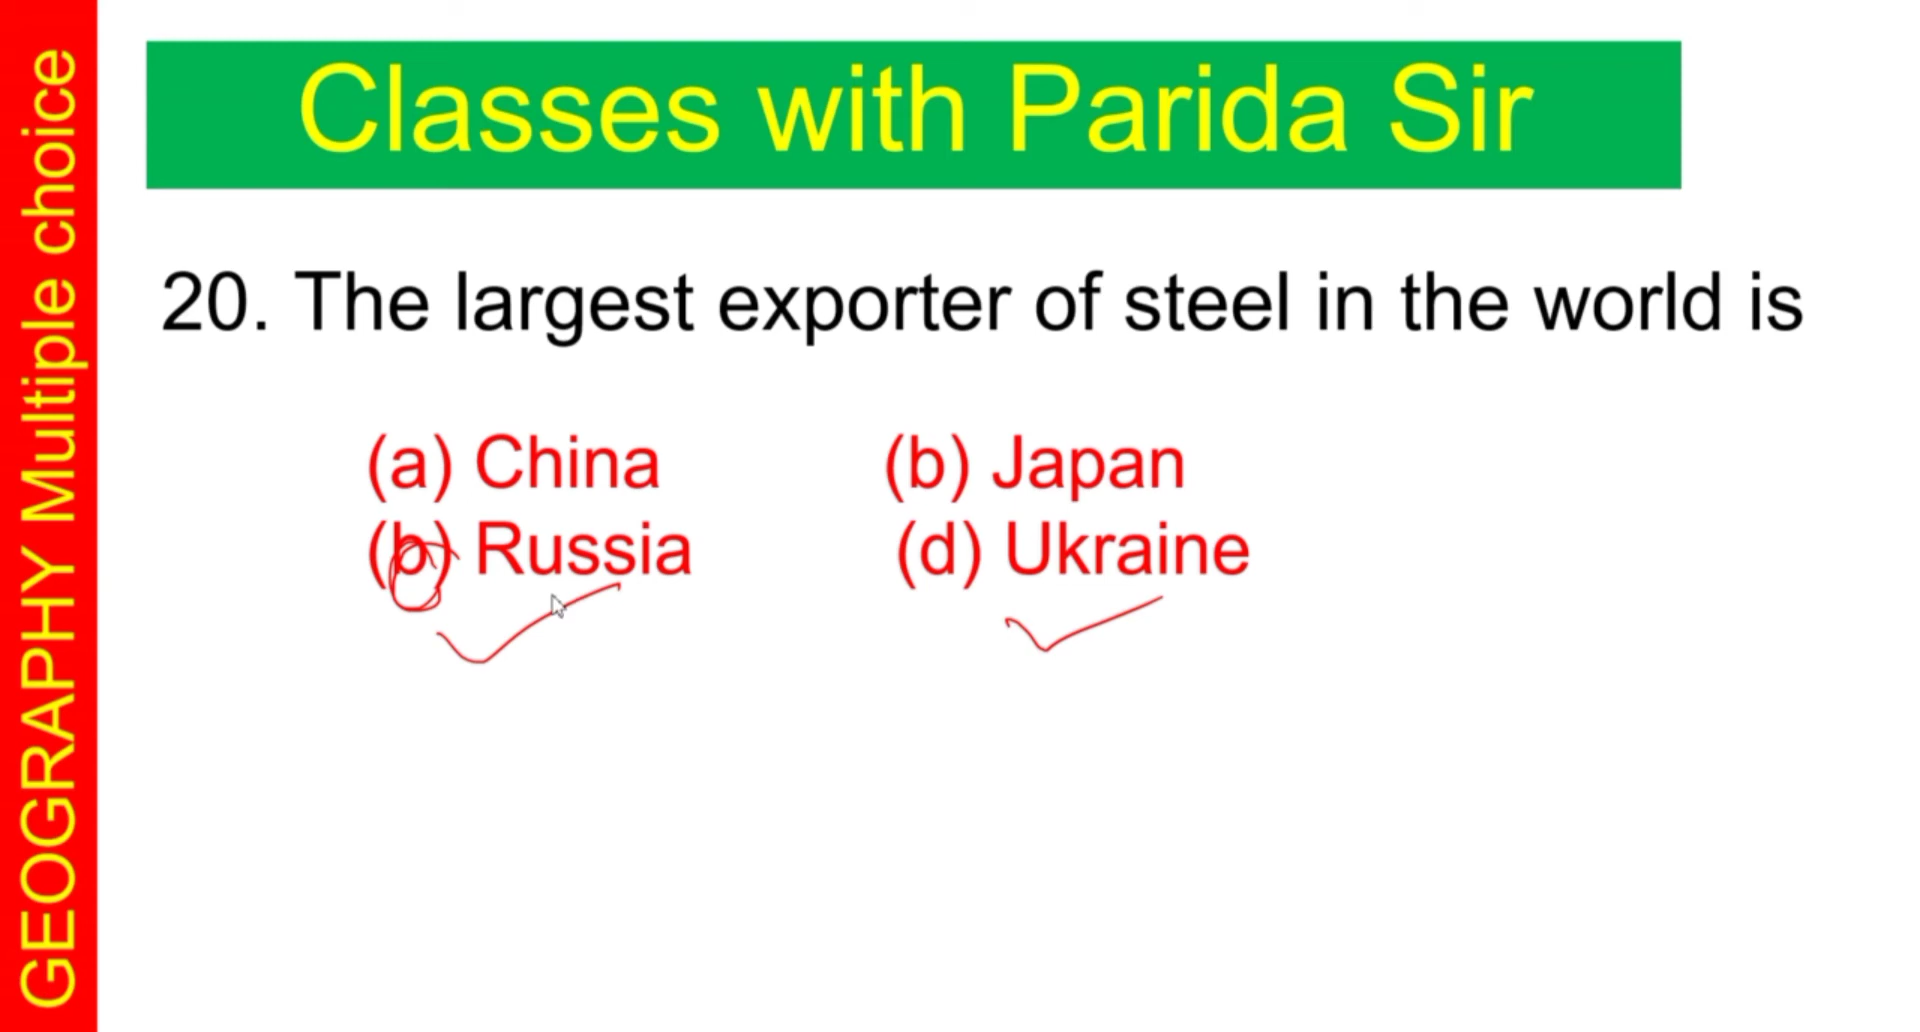 GEOGRAPHY Multiple choice
Classes with Parida Sir
20. The largest exporter of steel in the world is
(a) China (b) Japan
(b) Russia (d) Ukraine